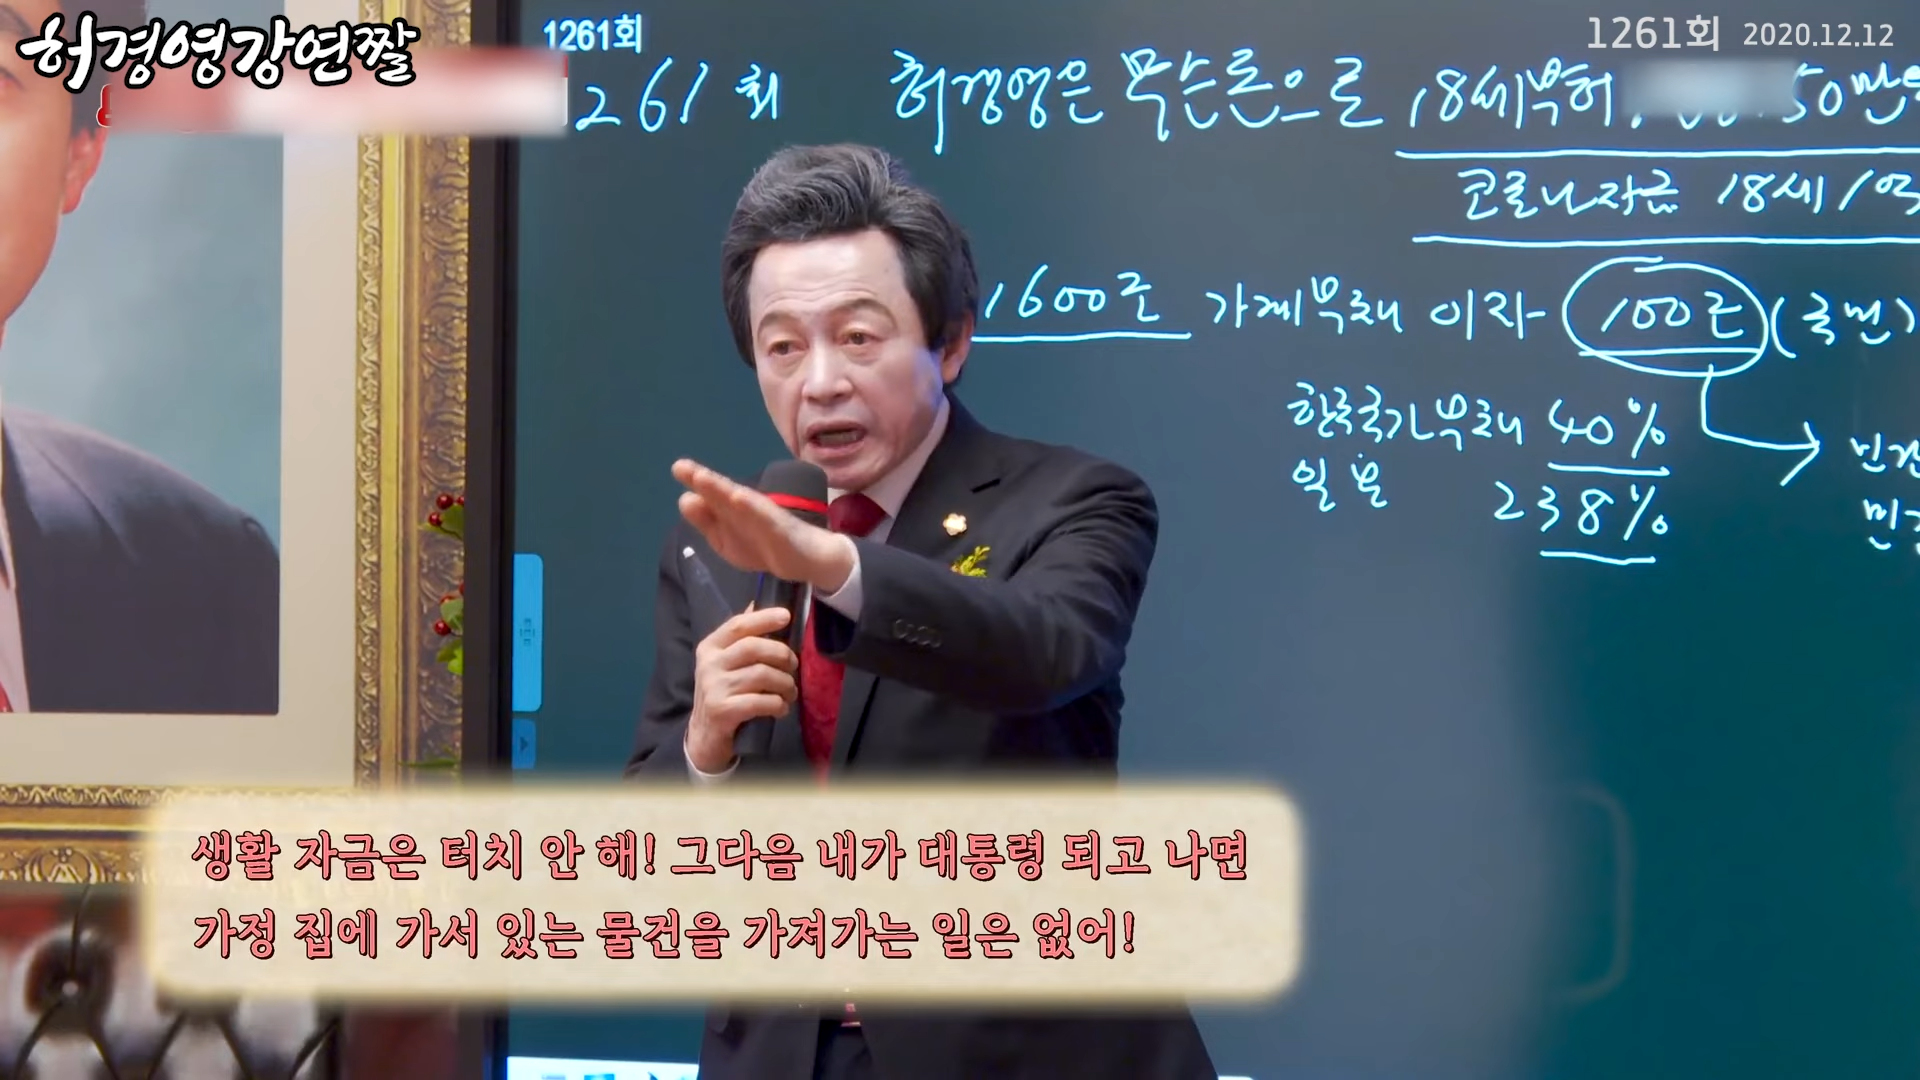 허경영강연짤
1261회
1261회 2020.12.12
1261회 허경영은 무슨돈으로 18세부터
코로나자금 18세 1억
1600조 가계부채 이자 100조 (국민)
한국국가부채 40%
일본 238%
생활 자금은 터치 안 해! 그다음 내가 대통령 되고 나면
가정 집에 가서 있는 물건을 가져가는 일은 없어!